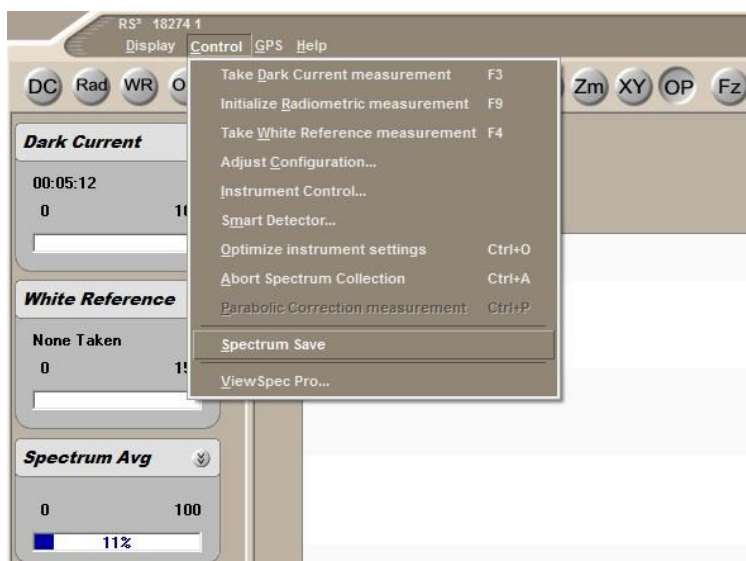 RS³ 18274 1
Display Control GPS Help
DC Rad WR Zm XY OP Fz
Take Dark Current measurement F3
Initialize Radiometric measurement F9
Take White Reference measurement F4
Adjust Configuration...
Instrument Control...
Smart Detector...
Optimize instrument settings Ctrl+O
Abort Spectrum Collection Ctrl+A
Parabolic Correction measurement Ctrl+P
Spectrum Save
ViewSpec Pro...
Dark Current
00:05:12
0
White Reference
None Taken
0
Spectrum Avg
0 100
11%